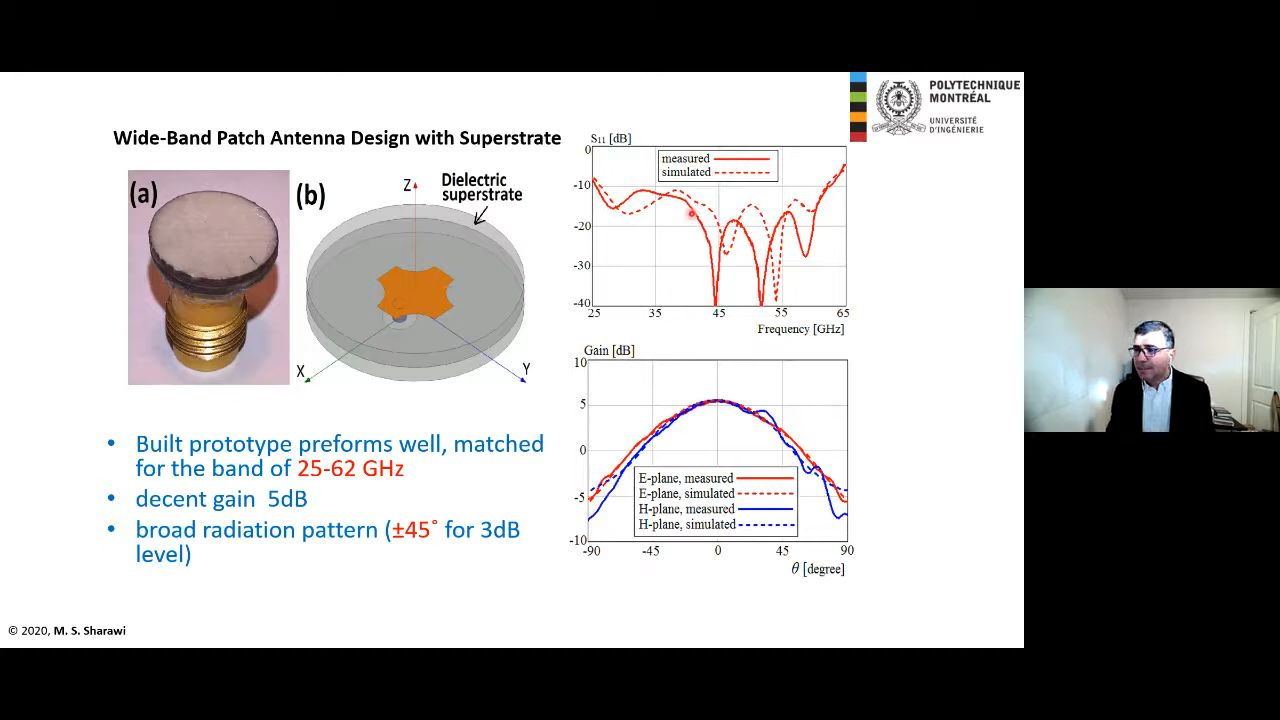 POLYTECHNIQUE
MONTRÉAL
UNIVERSITÉ
D'INGÉNIERIE
Wide-Band Patch Antenna Design with Superstrate
(a)
(b)
Z
Dielectric
superstrate
X
Y
S11 [dB]
measured
simulated
0
-10
-20
-30
-40
25 35 45 55 65
Frequency [GHz]
Gain [dB]
10
5
0
-5
-10
E-plane, measured
E-plane, simulated
H-plane, measured
H-plane, simulated
-90 -45 0 45 90
θ [degree]
• Built prototype preforms well, matched
for the band of 25-62 GHz
• decent gain 5dB
• broad radiation pattern (±45˚ for 3dB
level)
© 2020, M. S. Sharawi